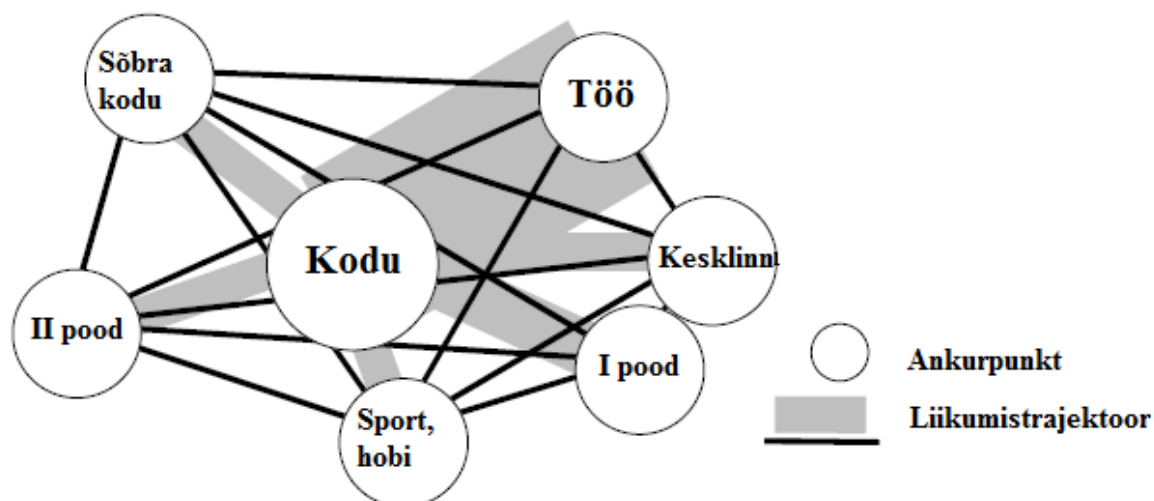 Sõbra
kodu
Töö
Kodu
Kesklinn
II pood
I pood
Sport,
hobi
Ankurpunkt
Liikumistrajektoor